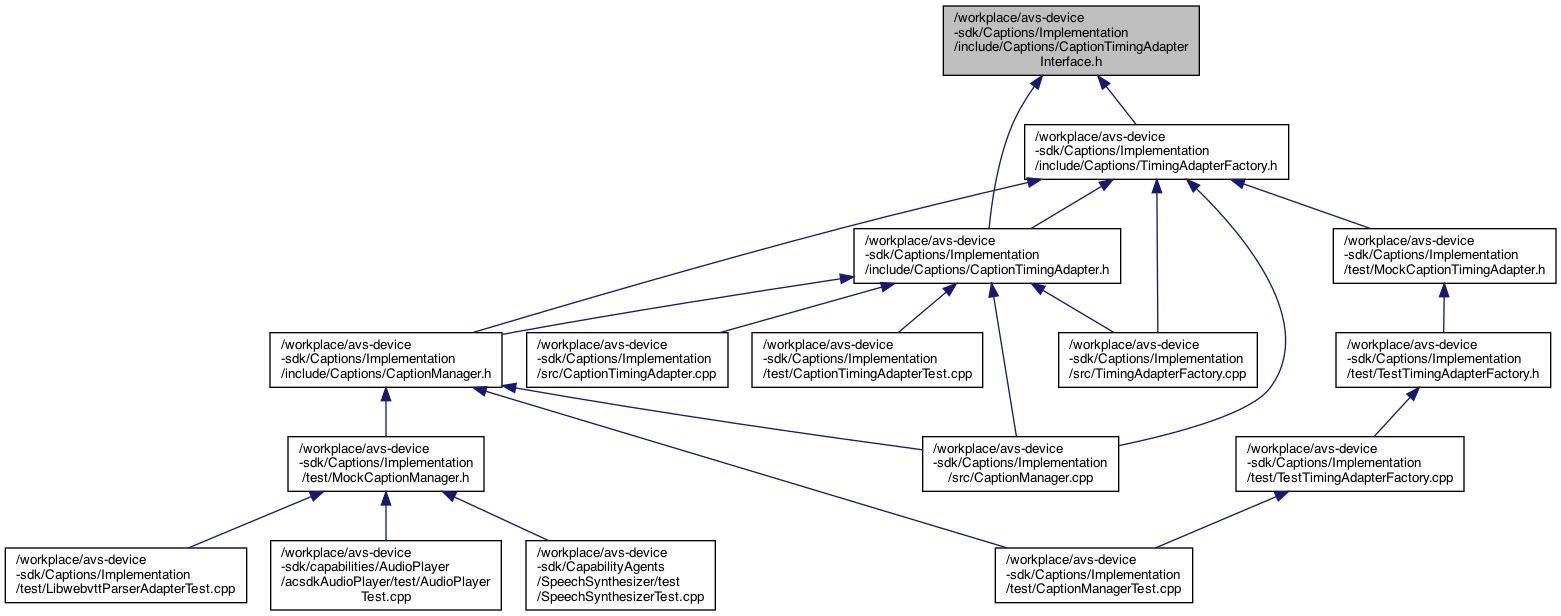 /workplace/avs-device
-sdk/Captions/Implementation
/include/Captions/CaptionTimingAdapter
Interface.h
/workplace/avs-device
-sdk/Captions/Implementation
/include/Captions/TimingAdapterFactory.h
/workplace/avs-device
-sdk/Captions/Implementation
/include/Captions/CaptionTimingAdapter.h
/workplace/avs-device
-sdk/Captions/Implementation
/test/MockCaptionTimingAdapter.h
/workplace/avs-device
-sdk/Captions/Implementation
/include/Captions/CaptionManager.h
/workplace/avs-device
-sdk/Captions/Implementation
/src/CaptionTimingAdapter.cpp
/workplace/avs-device
-sdk/Captions/Implementation
/test/CaptionTimingAdapterTest.cpp
/workplace/avs-device
-sdk/Captions/Implementation
/src/TimingAdapterFactory.cpp
/workplace/avs-device
-sdk/Captions/Implementation
/test/TestTimingAdapterFactory.h
/workplace/avs-device
-sdk/Captions/Implementation
/test/MockCaptionManager.h
/workplace/avs-device
-sdk/Captions/Implementation
/src/CaptionManager.cpp
/workplace/avs-device
-sdk/Captions/Implementation
/test/TestTimingAdapterFactory.cpp
/workplace/avs-device
-sdk/Captions/Implementation
/test/LibwebvttParserAdapterTest.cpp
/workplace/avs-device
-sdk/capabilities/AudioPlayer
/acsdkAudioPlayer/test/AudioPlayer
Test.cpp
/workplace/avs-device
-sdk/CapabilityAgents
/SpeechSynthesizer/test
/SpeechSynthesizerTest.cpp
/workplace/avs-device
-sdk/Captions/Implementation
/test/CaptionManagerTest.cpp